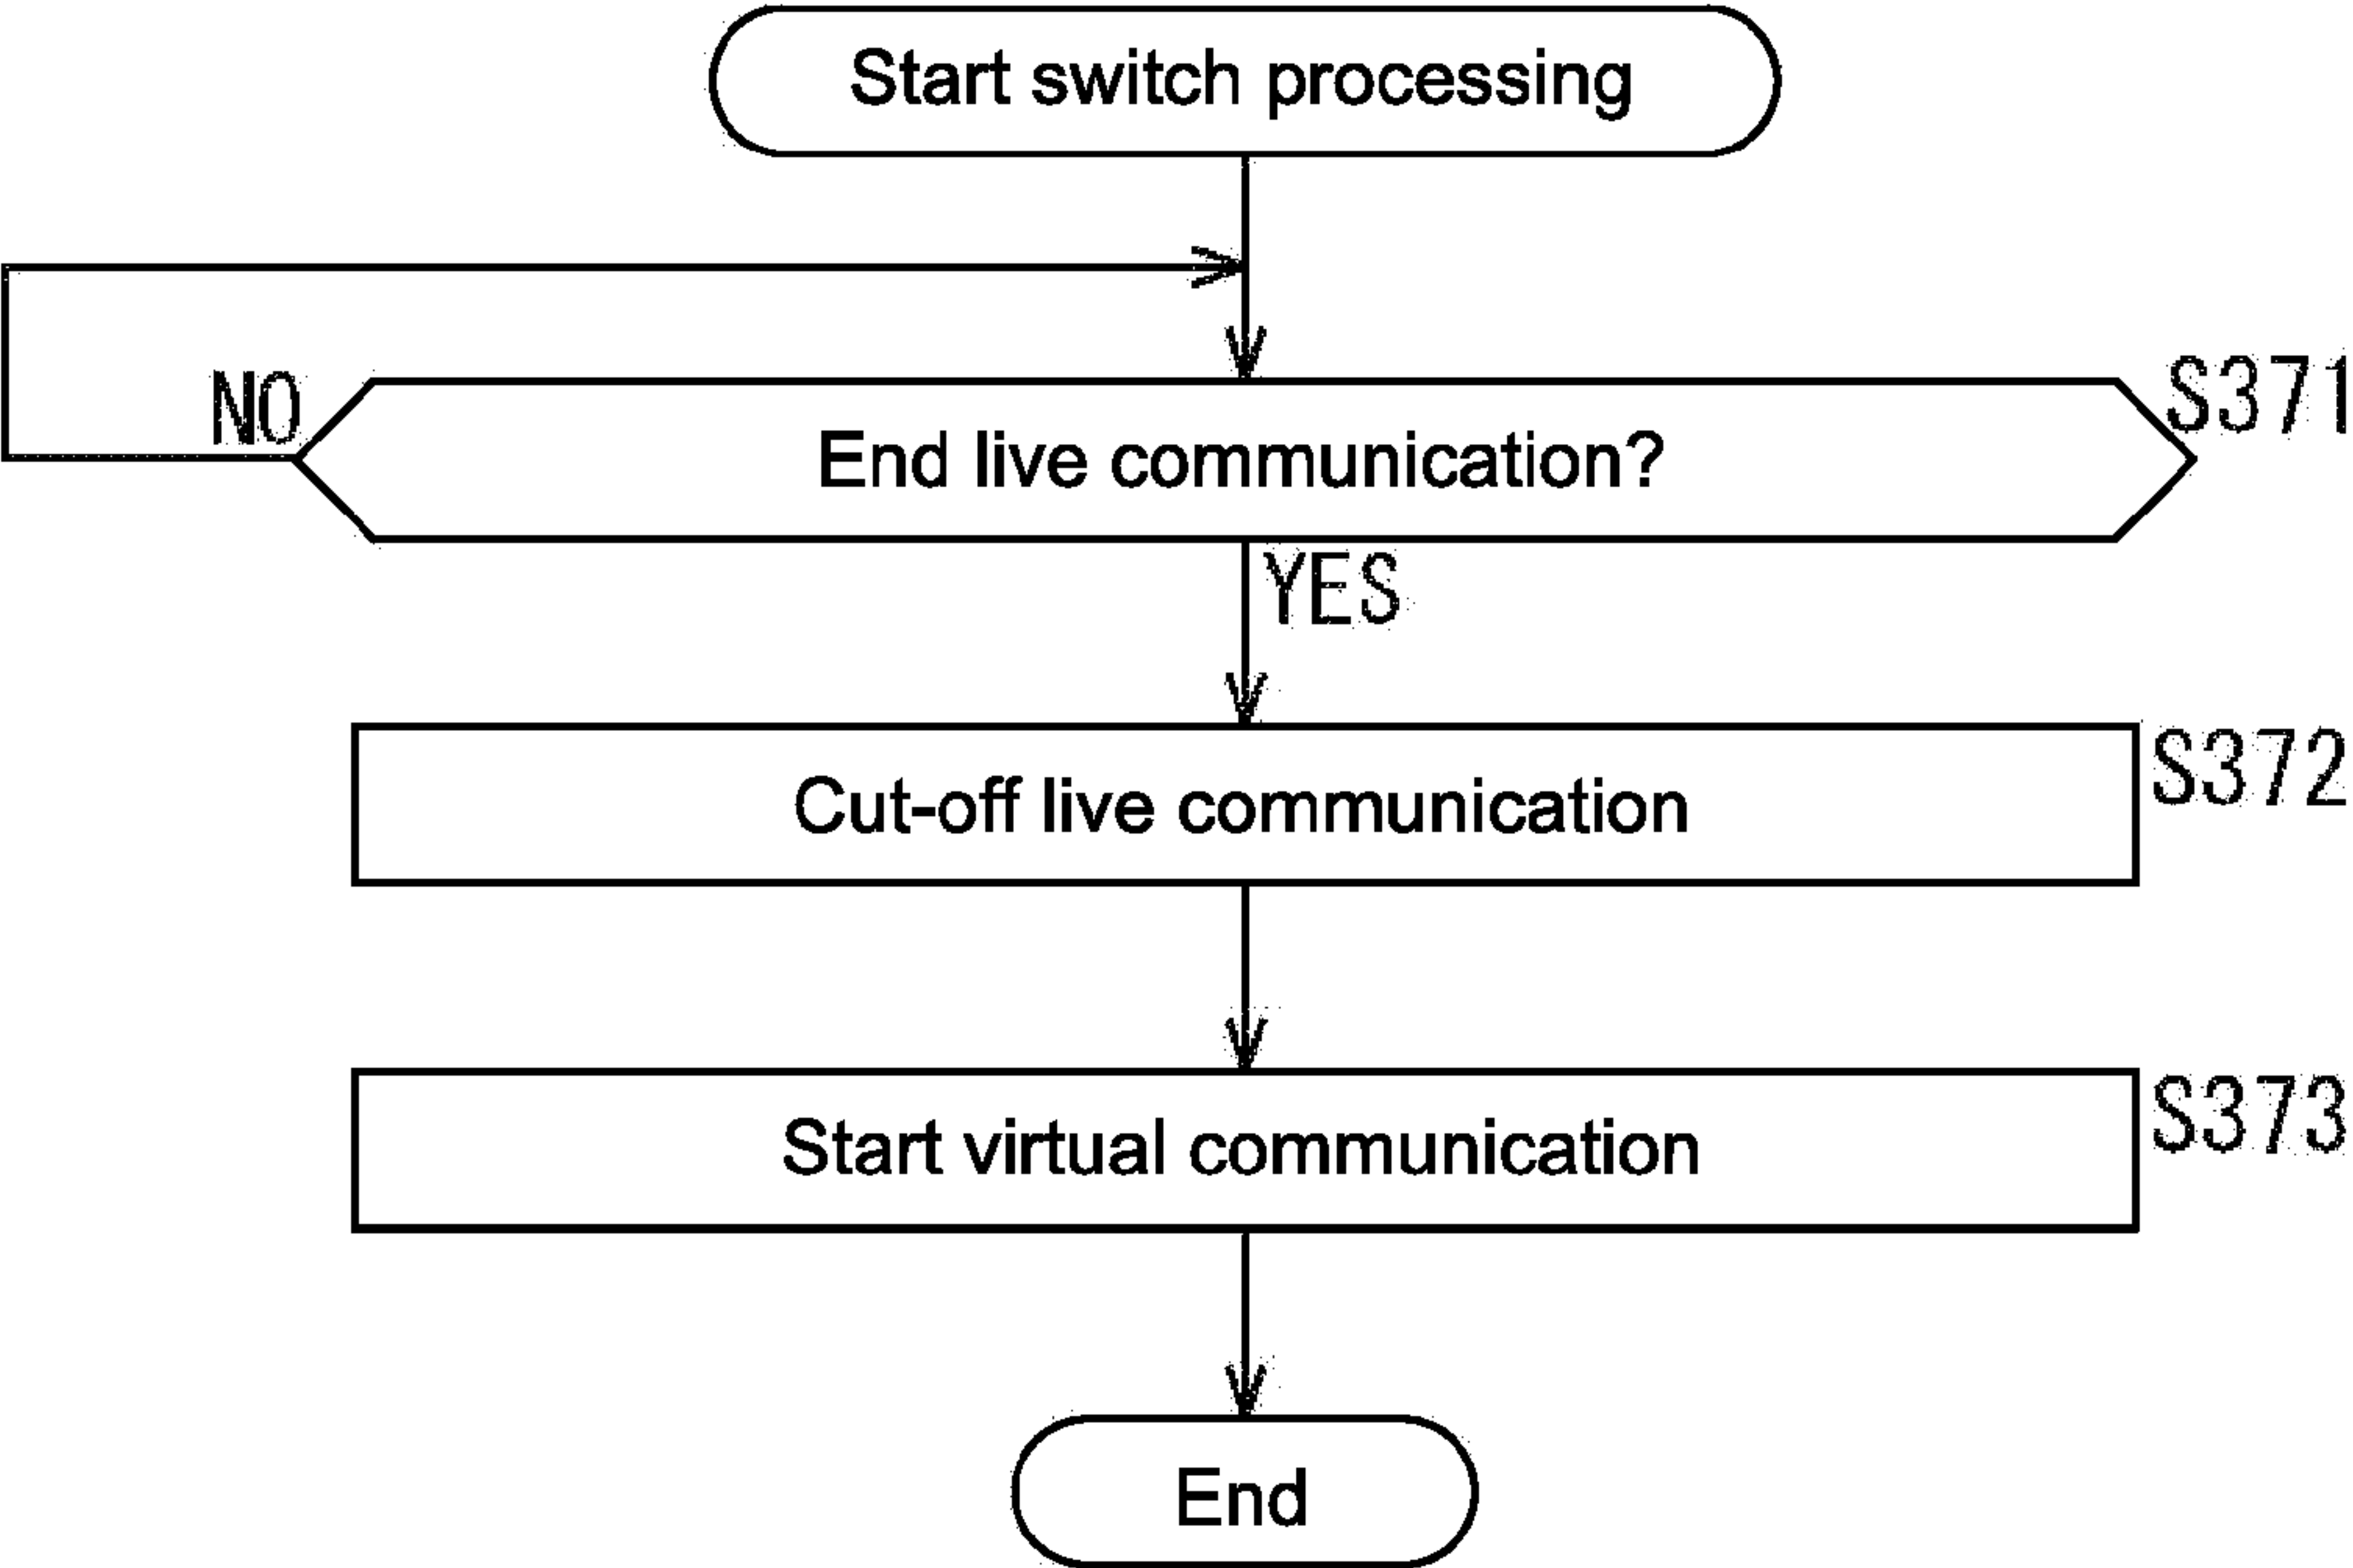 Start switch processing
NO
S371
End live communication?
YES
S372
Cut-off live communication
S373
Start virtual communication
End